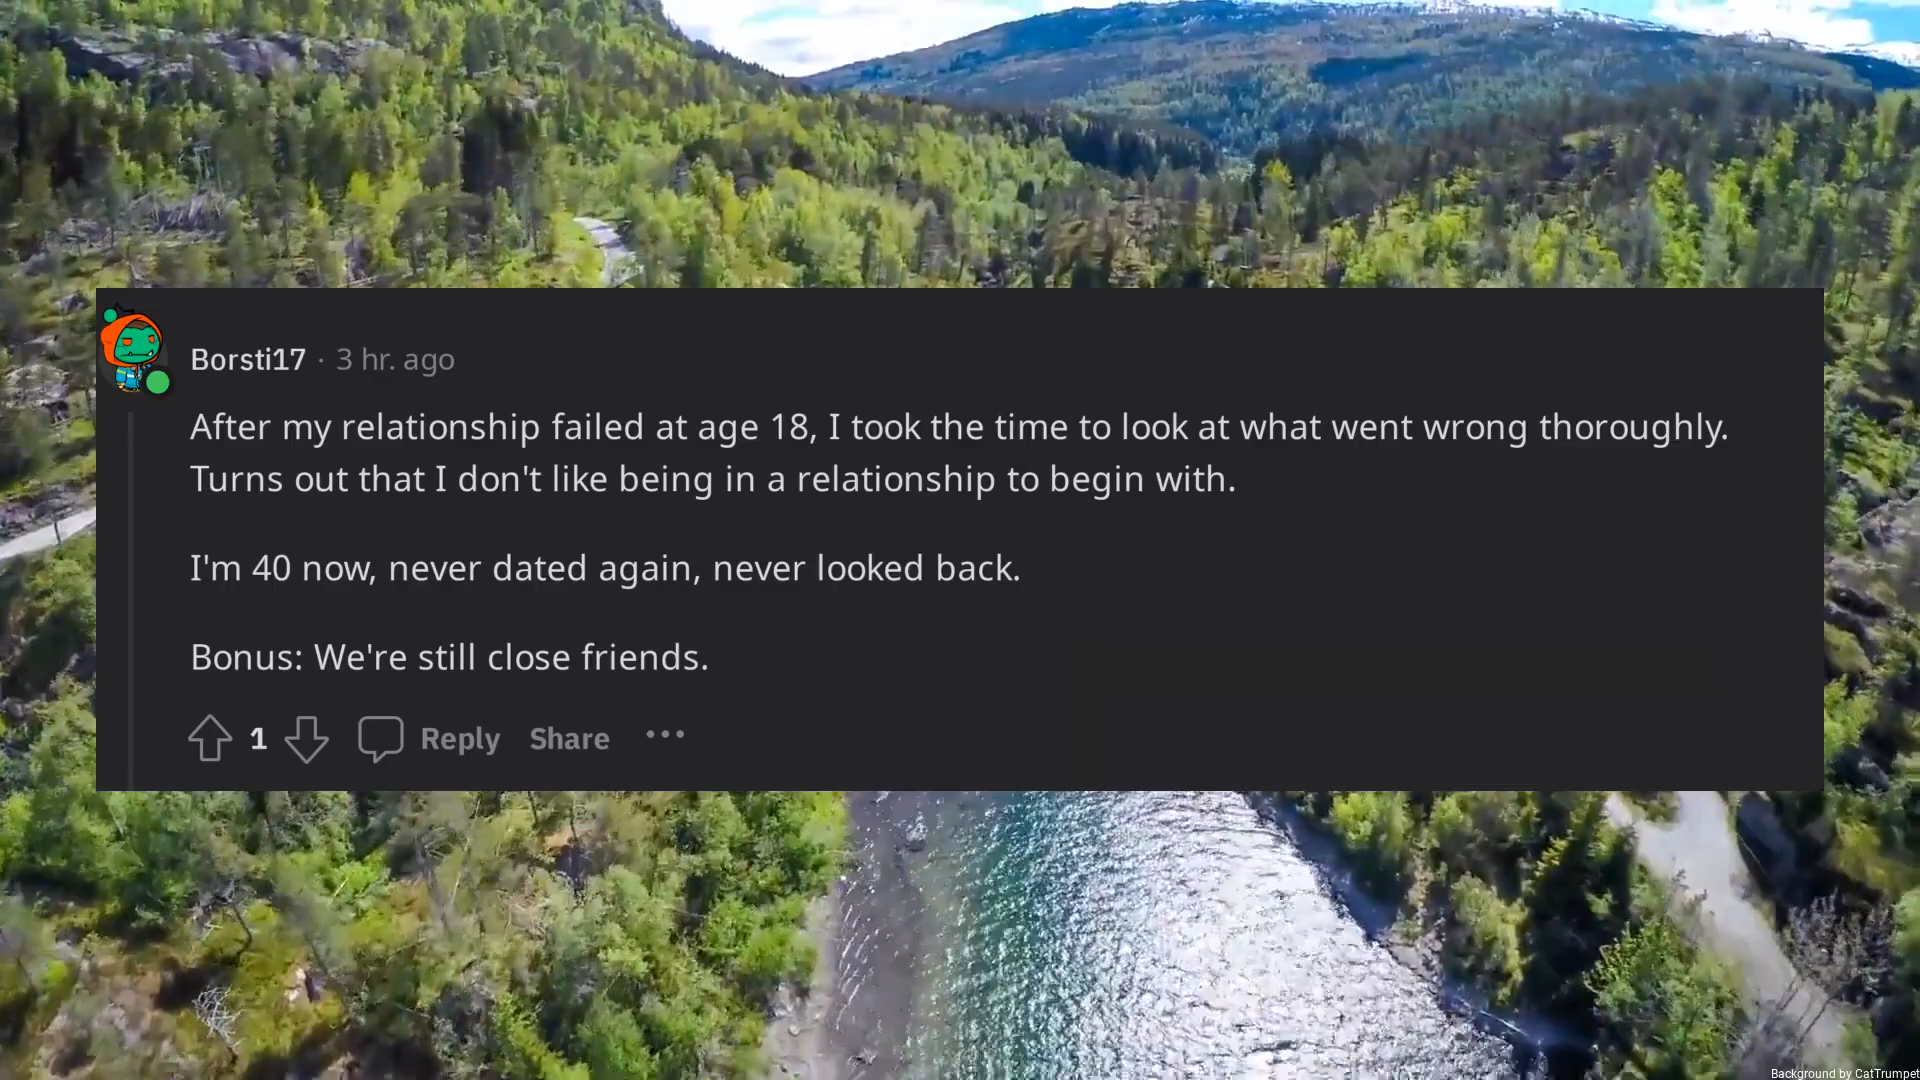 Borsti17 · 3 hr. ago
After my relationship failed at age 18, I took the time to look at what went wrong thoroughly.
Turns out that I don't like being in a relationship to begin with.
I'm 40 now, never dated again, never looked back.
Bonus: We're still close friends.
1 Reply Share ···
Background by CatTrumpet